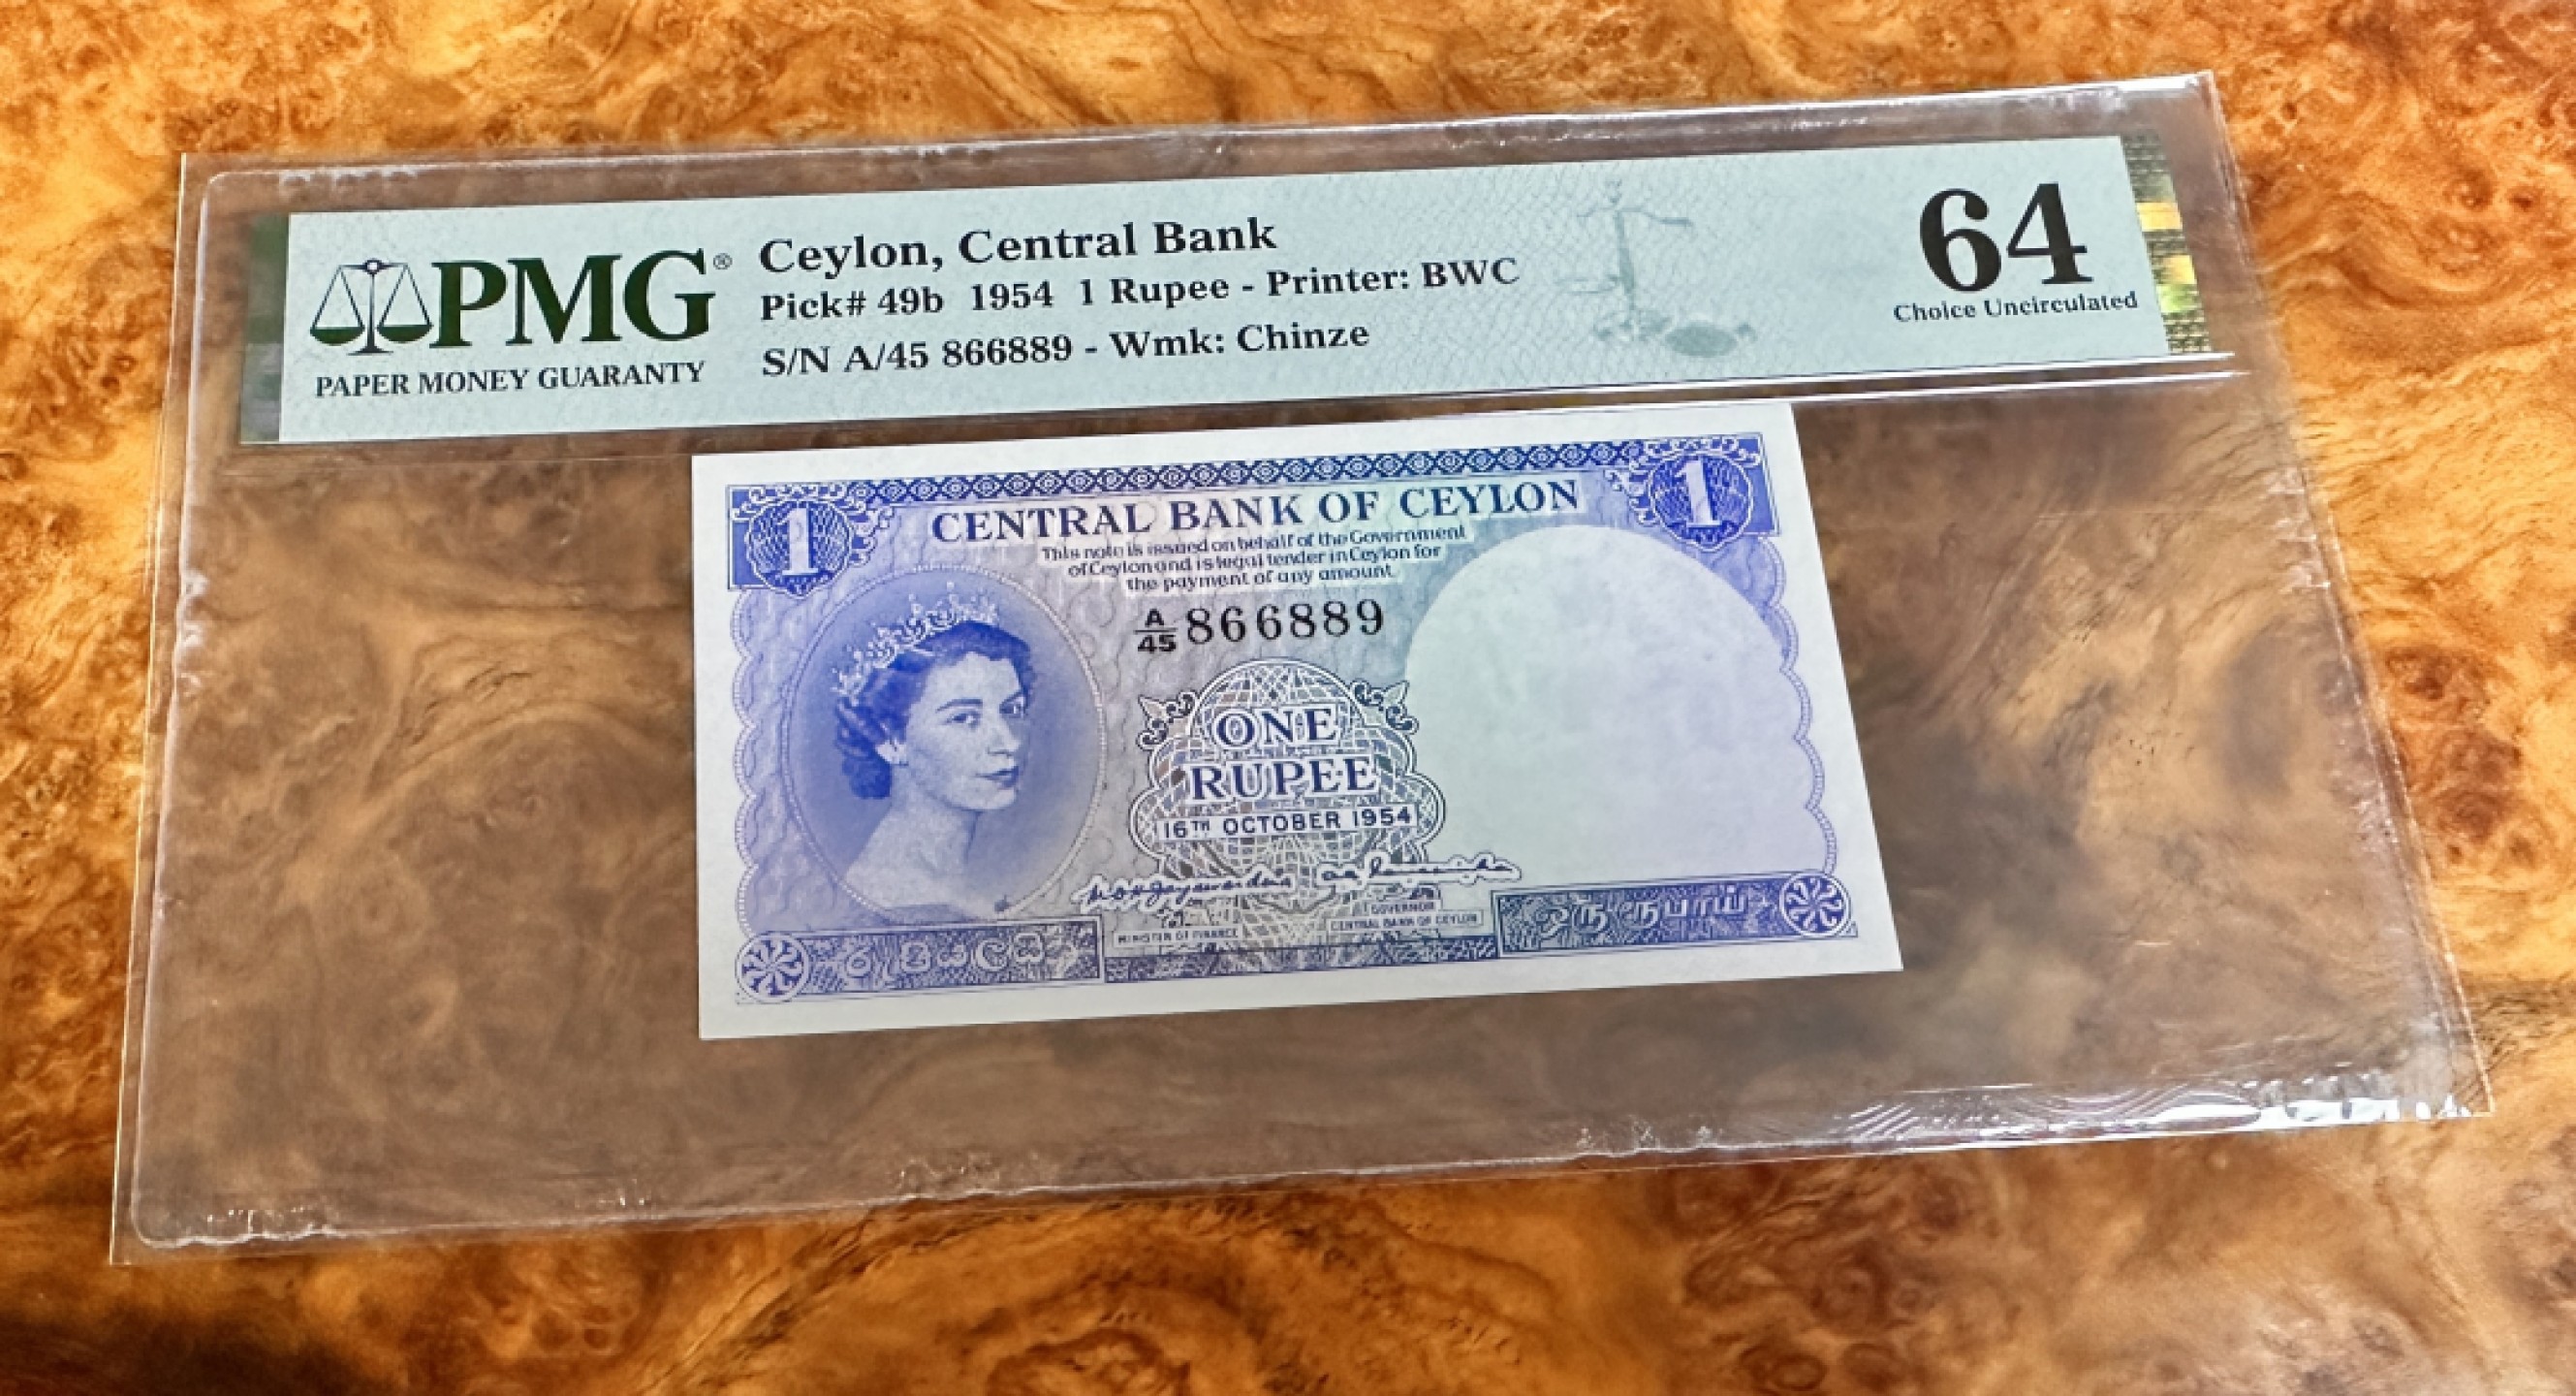 PMG®
PAPER MONEY GUARANTY
Ceylon, Central Bank
Pick# 49b 1954 1 Rupee - Printer: BWC
S/N A/45 866889 - Wmk: Chinze
64
Choice Uncirculated
1
1
CENTRAL BANK OF CEYLON
This note is issued on behalf of the Government
of Ceylon and is legal tender in Ceylon for
the payment of any amount
A/45 866889
ONE
RUPEE
16TH OCTOBER 1954
MINISTER OF FINANCE
GOVERNOR
CENTRAL BANK OF CEYLON
ஒரு ரூபாய்